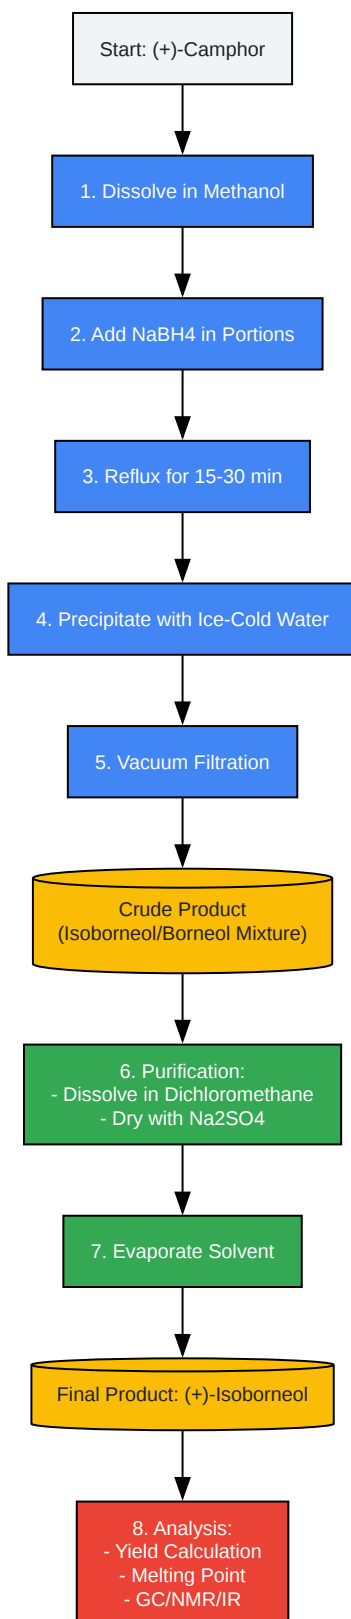 Start: (+)-Camphor
1. Dissolve in Methanol
2. Add NaBH4 in Portions
3. Reflux for 15-30 min
4. Precipitate with Ice-Cold Water
5. Vacuum Filtration
Crude Product
(Isoborneol/Borneol Mixture)
6. Purification:
- Dissolve in Dichloromethane
- Dry with Na2SO4
7. Evaporate Solvent
Final Product: (+)-Isoborneol
8. Analysis:
- Yield Calculation
- Melting Point
- GC/NMR/IR